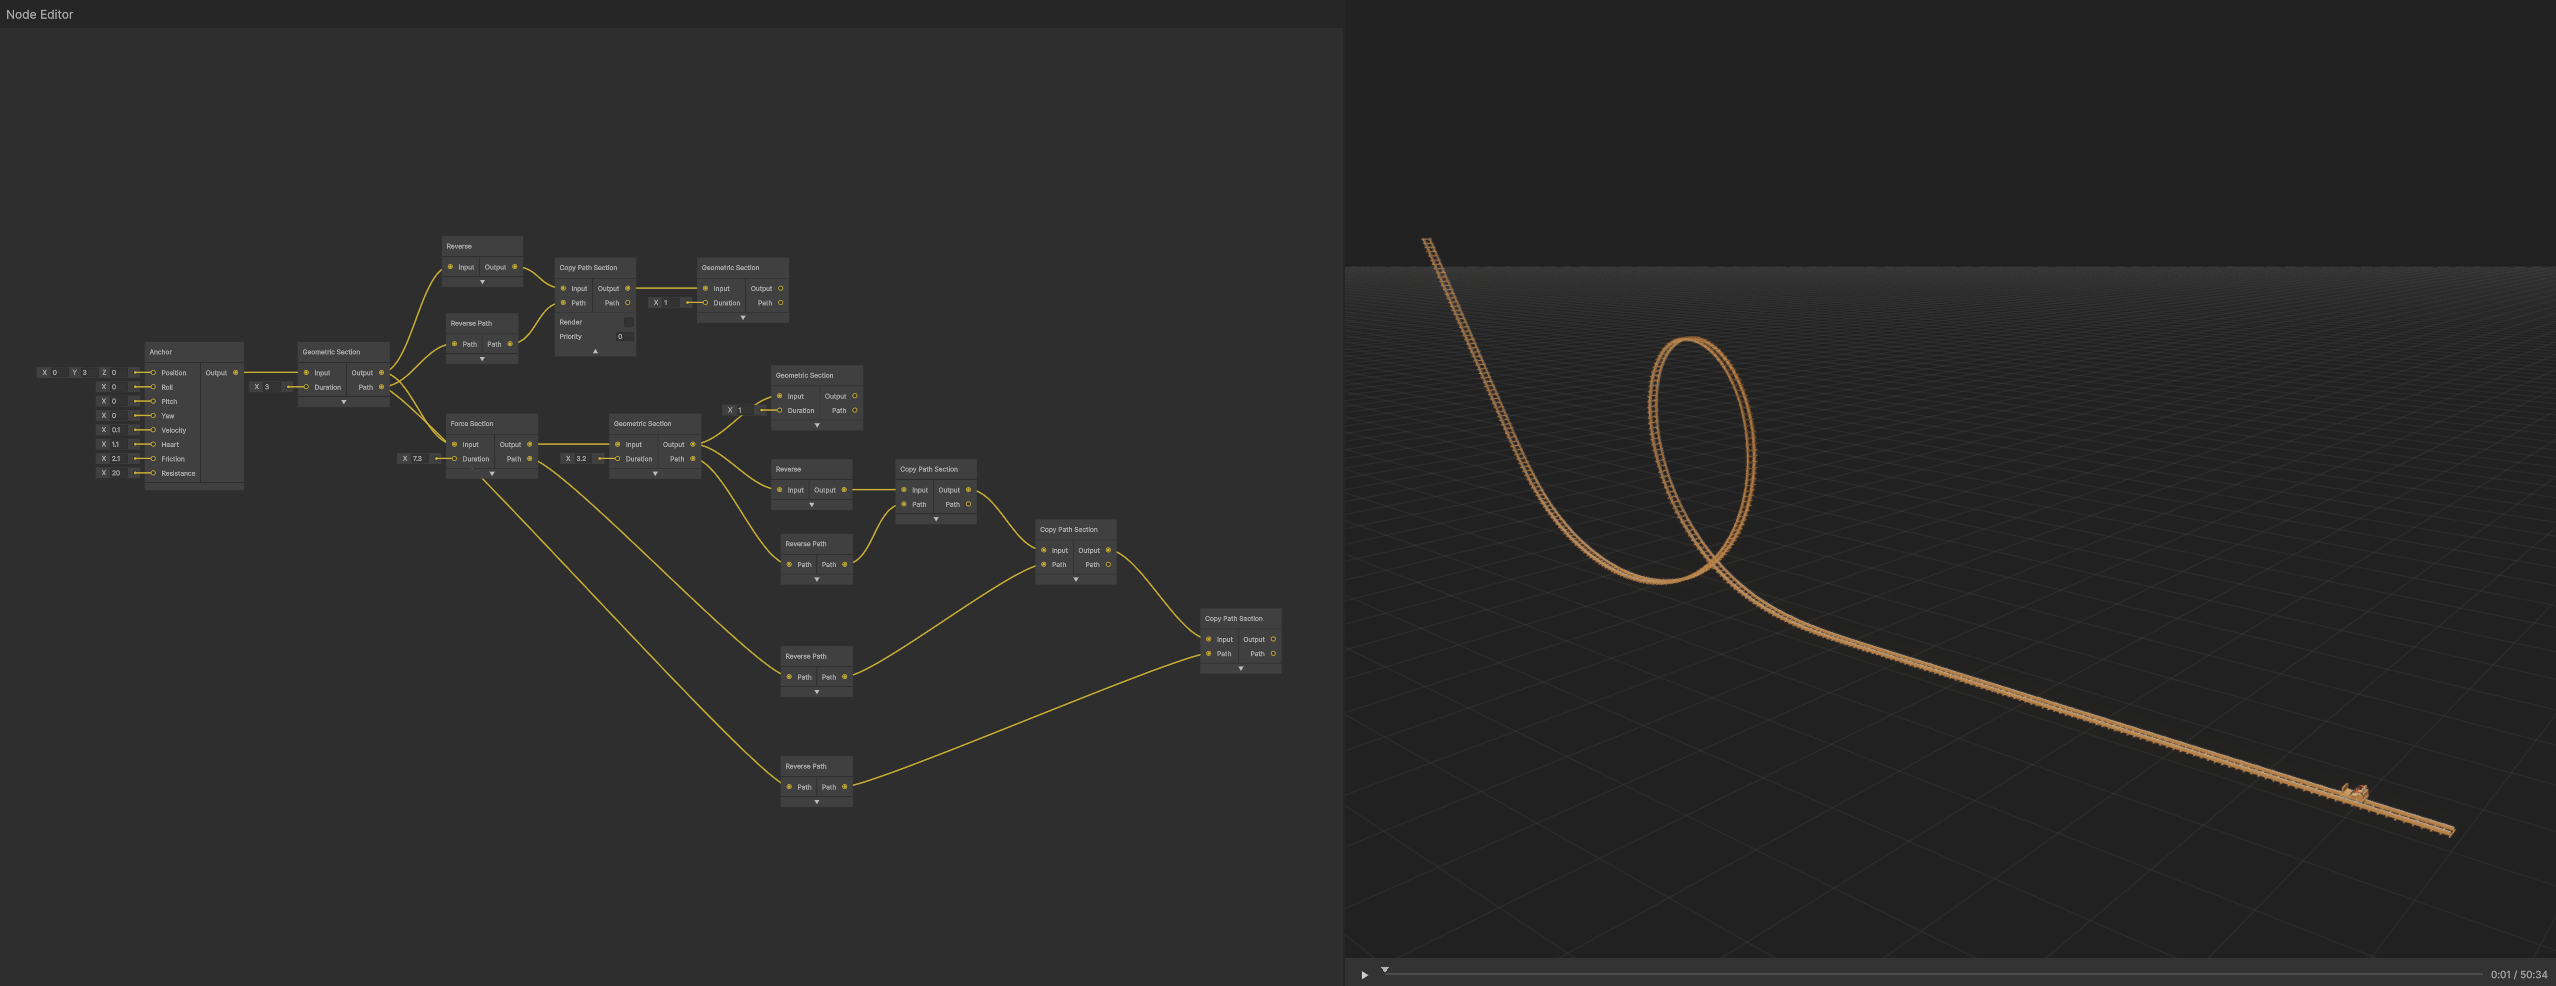 Node Editor
Reverse
Input Output
Copy Path Section
Input Output
Path Path
Render
Priority 0
Geometric Section
Input Output
X 1 Duration Path
Reverse Path
Path Path
Anchor
X 0 Y 3 Z 0 Position Output
X 0 Roll
X 0 Pitch
X 0 Yaw
X 0.1 Velocity
X 1.1 Heart
X 2.1 Friction
X 20 Resistance
Geometric Section
Input Output
X 3 Duration Path
Force Section
Input Output
X 7.3 Duration Path
Geometric Section
Input Output
X 3.2 Duration Path
Geometric Section
Input Output
X 1 Duration Path
Reverse
Input Output
Copy Path Section
Input Output
Path Path
Reverse Path
Path Path
Copy Path Section
Input Output
Path Path
Reverse Path
Path Path
Copy Path Section
Input Output
Path Path
Reverse Path
Path Path
0:01 / 50:34